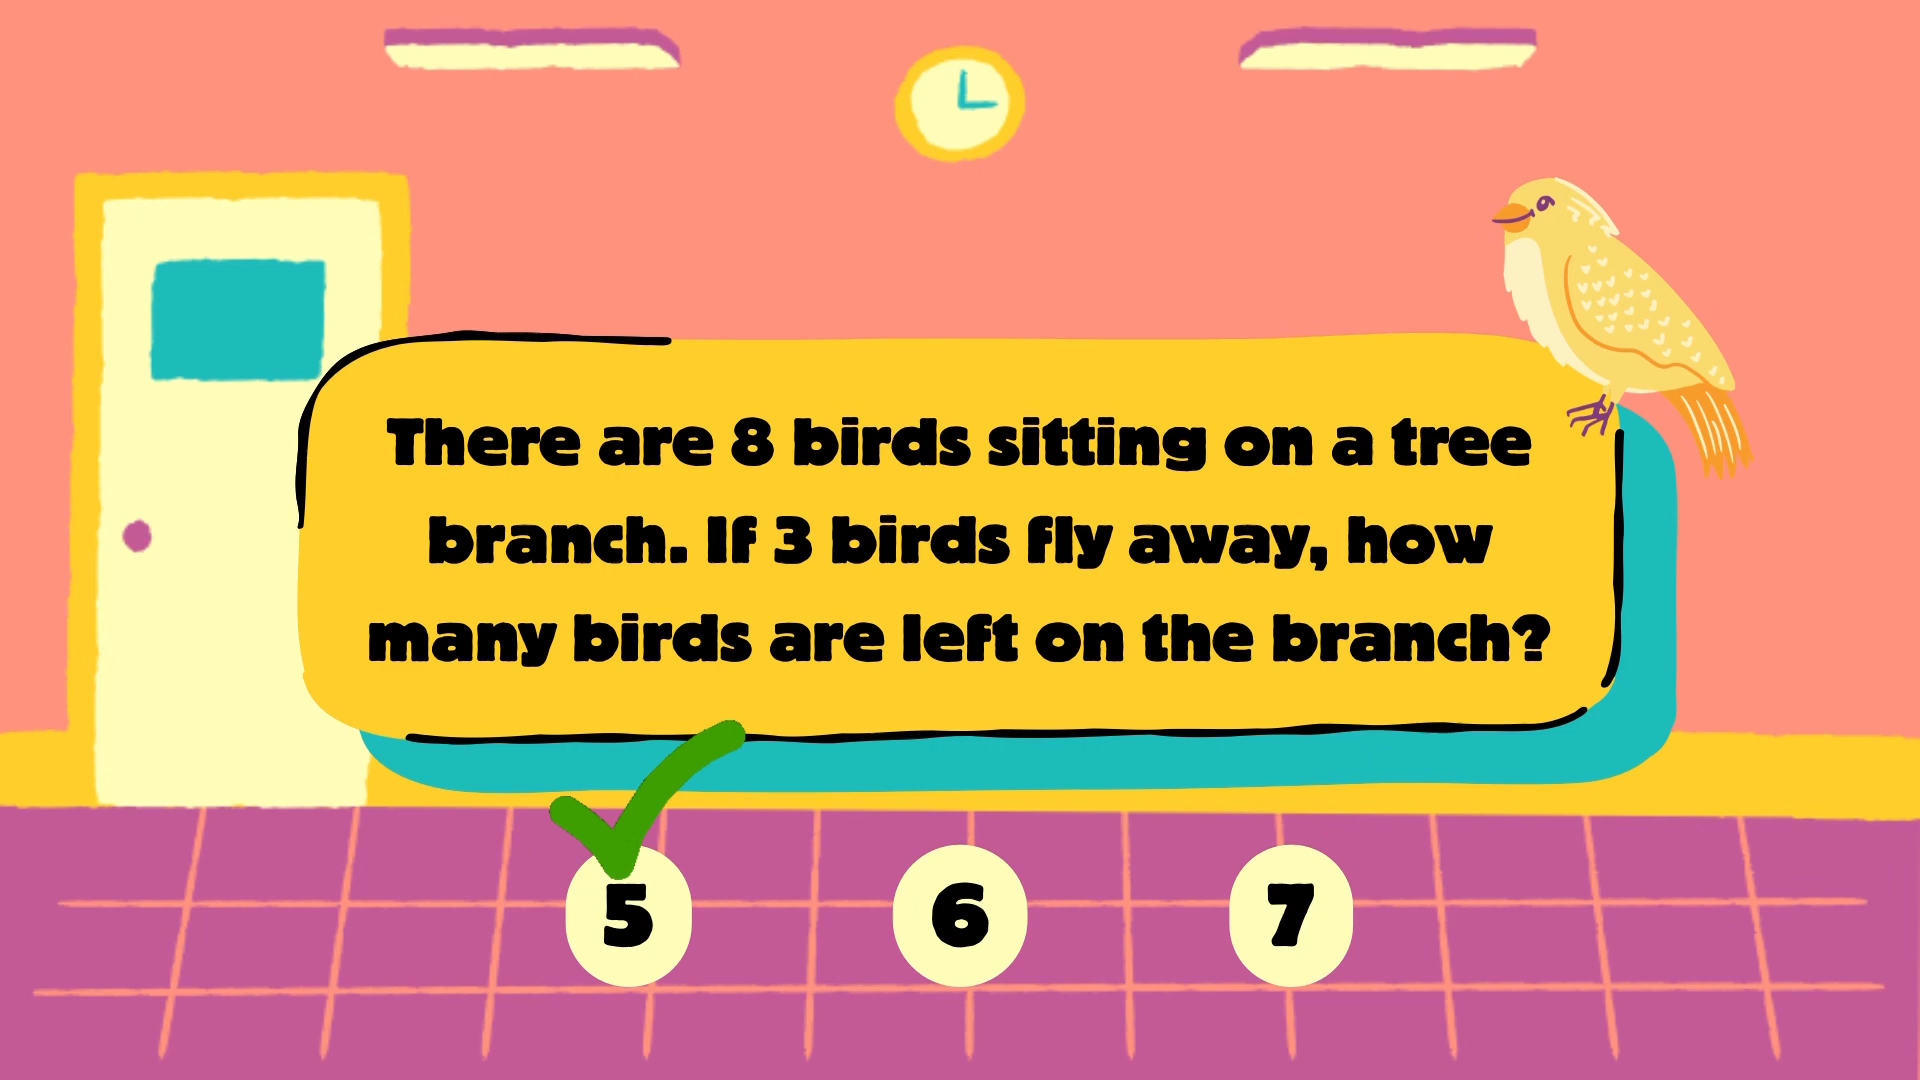 There are 8 birds sitting on a tree
branch. If 3 birds fly away, how
many birds are left on the branch?
5
6
7